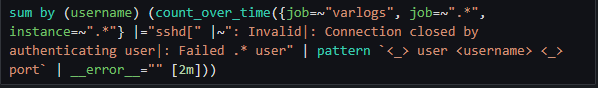 sum by (username) (count_over_time({job=~"varlogs", job=~".*",
instance=~".*"} |="sshd[" |~": Invalid|: Connection closed by
authenticating user|: Failed .* user" | pattern `<_> user <username> <_>
port` | __error__="" [2m]))